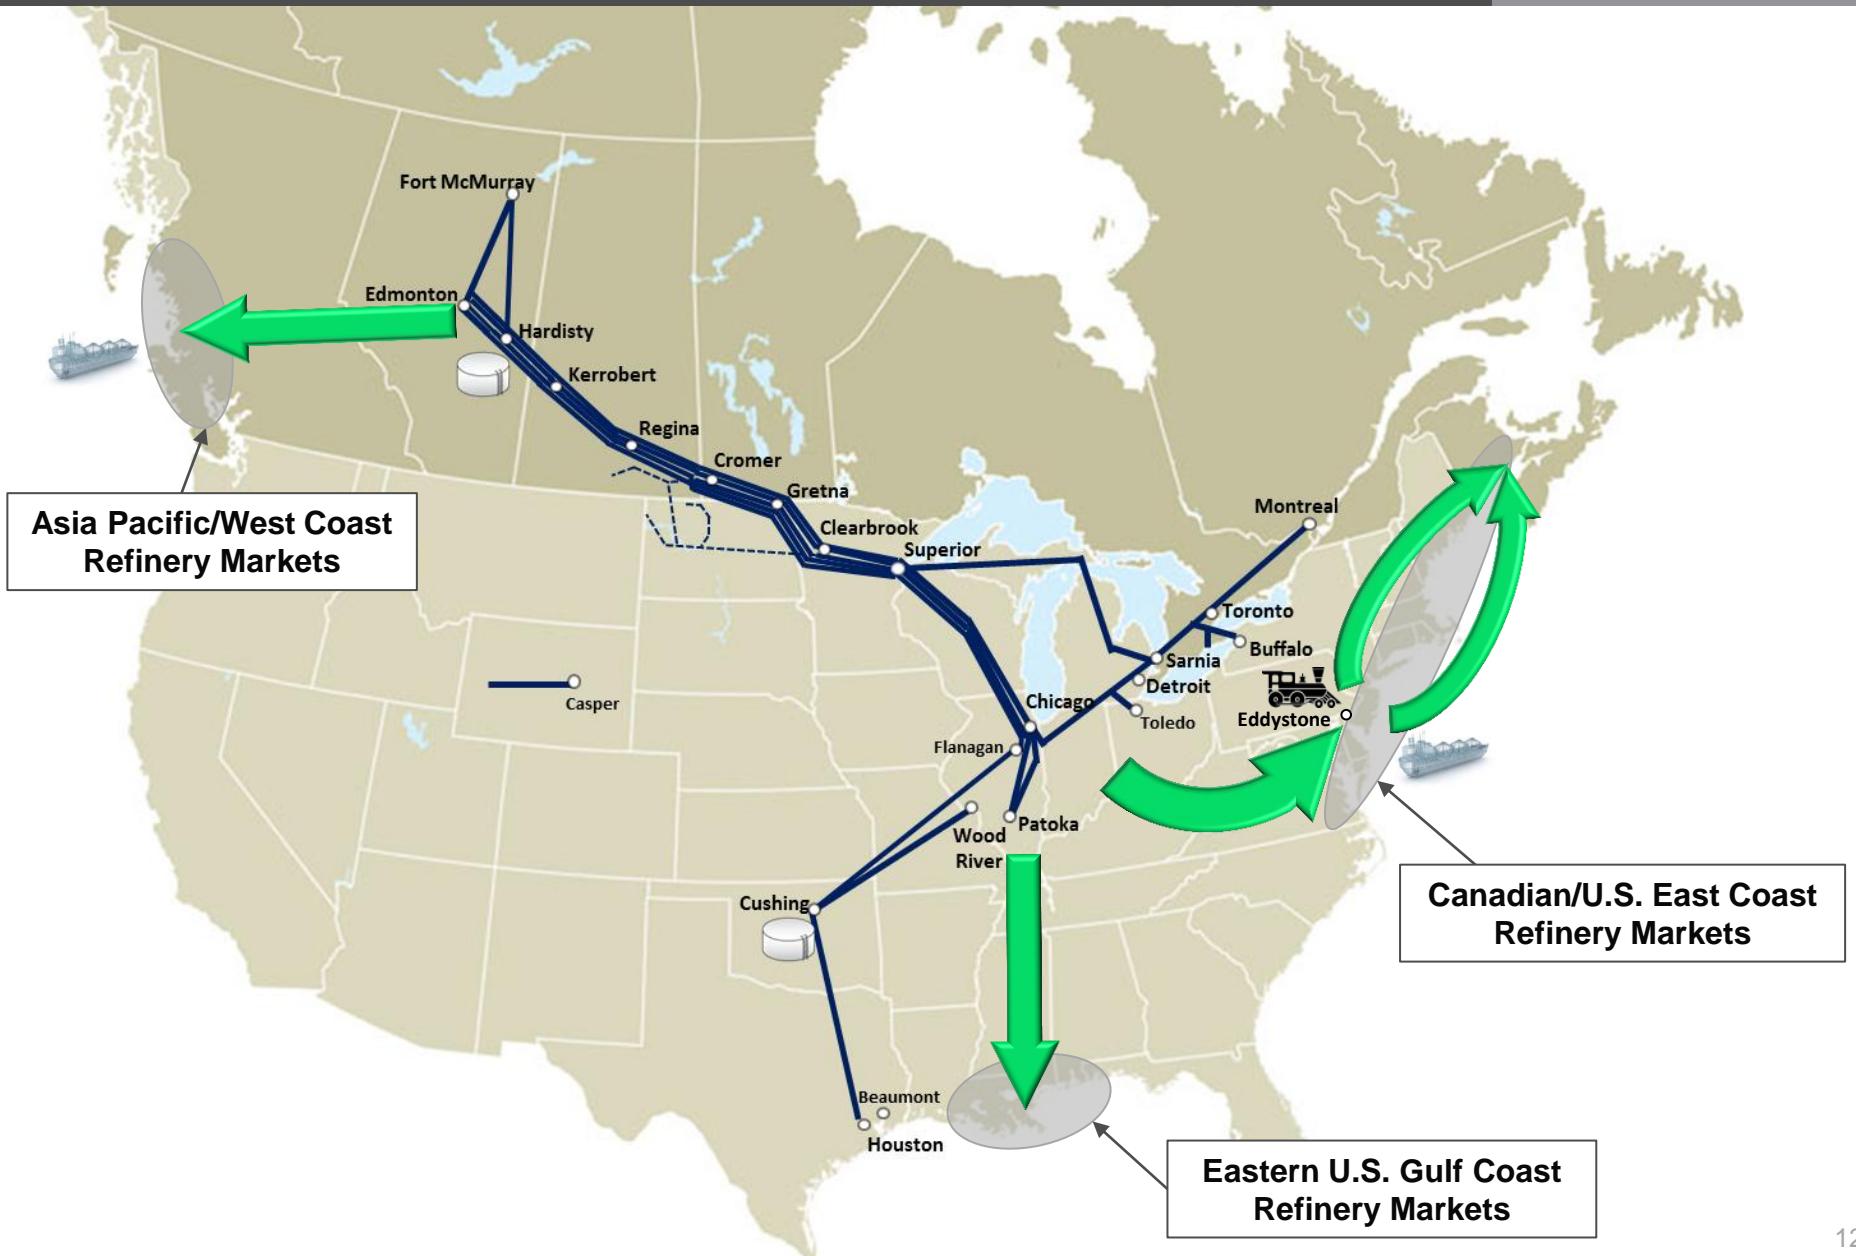 Fort McMurray
Edmonton
Hardisty
Kerrobert
Regina
Cromer
Gretna
Clearbrook
Superior
Montreal
Asia Pacific/West Coast
Refinery Markets
Toronto
Buffalo
Sarnia
Detroit
Casper
Chicago
Toledo
Eddystone
Flanagan
Wood
River
Patoka
Cushing
Canadian/U.S. East Coast
Refinery Markets
Beaumont
Houston
Eastern U.S. Gulf Coast
Refinery Markets
12